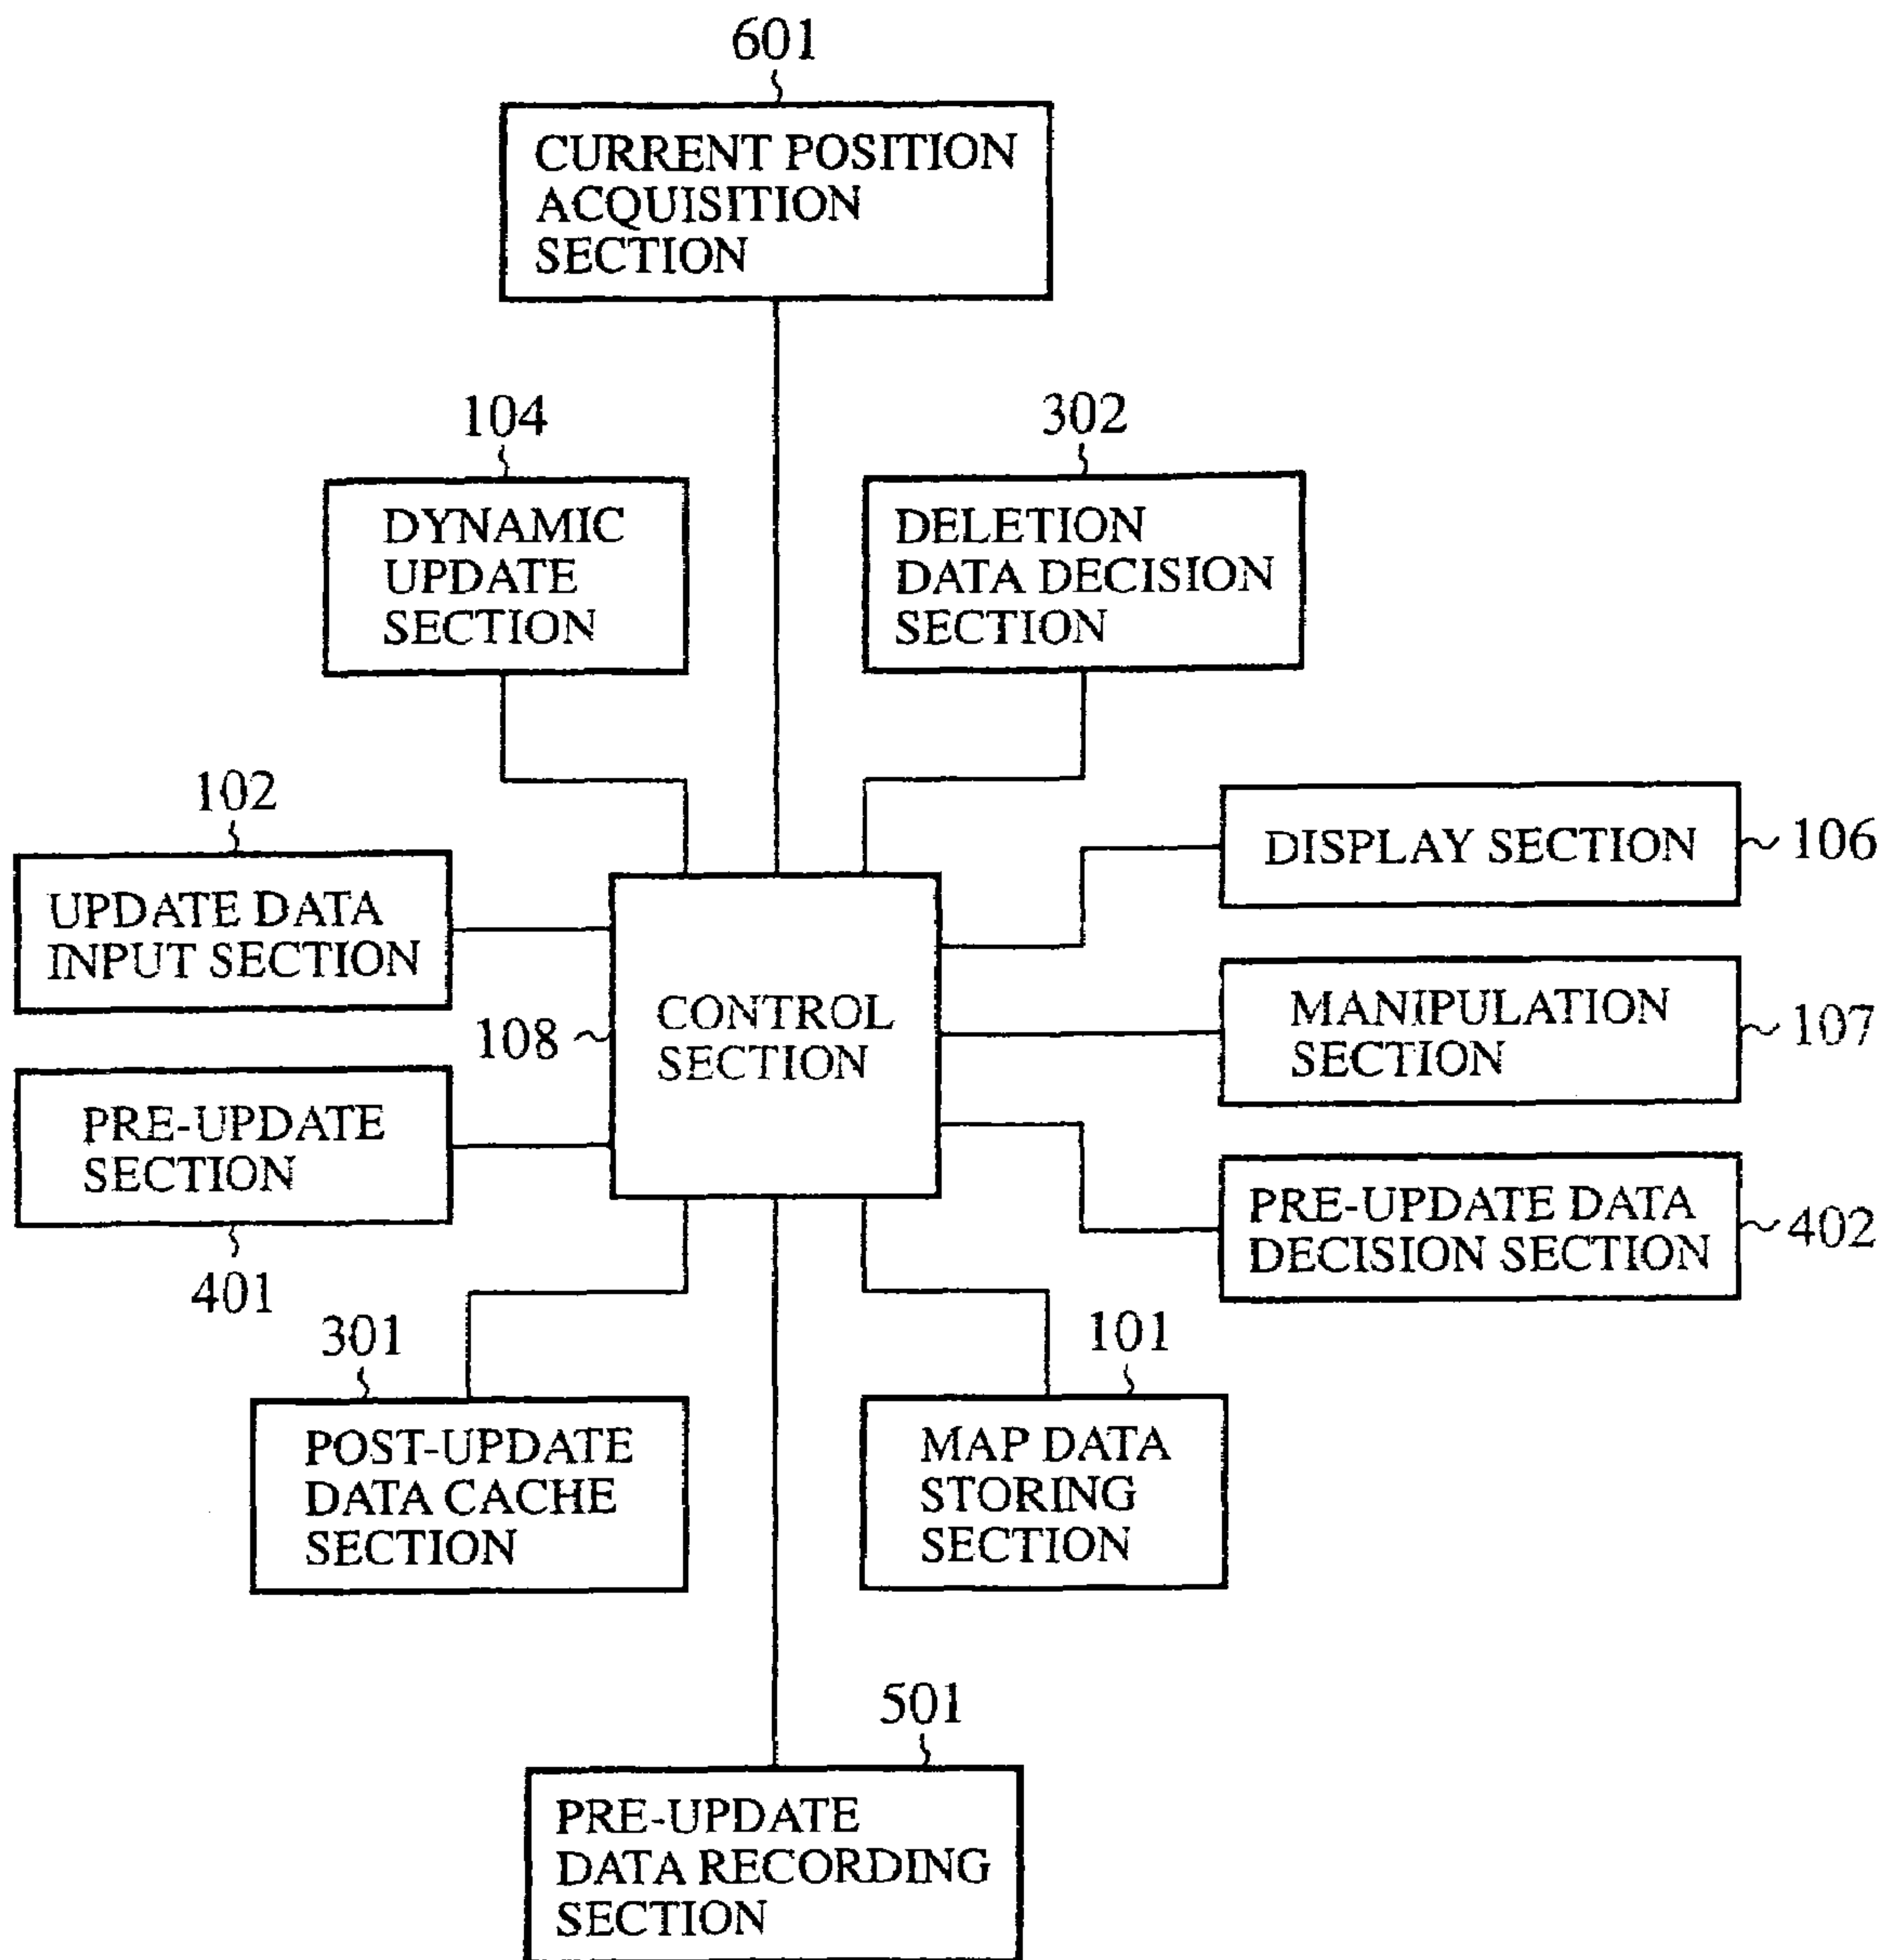 601
CURRENT POSITION
ACQUISITION
SECTION
104
DYNAMIC
UPDATE
SECTION
302
DELETION
DATA DECISION
SECTION
102
UPDATE DATA
INPUT SECTION
DISPLAY SECTION
106
108
CONTROL
SECTION
MANIPULATION
SECTION
107
PRE-UPDATE
SECTION
401
PRE-UPDATE DATA
DECISION SECTION
402
301
POST-UPDATE
DATA CACHE
SECTION
101
MAP DATA
STORING
SECTION
501
PRE-UPDATE
DATA RECORDING
SECTION